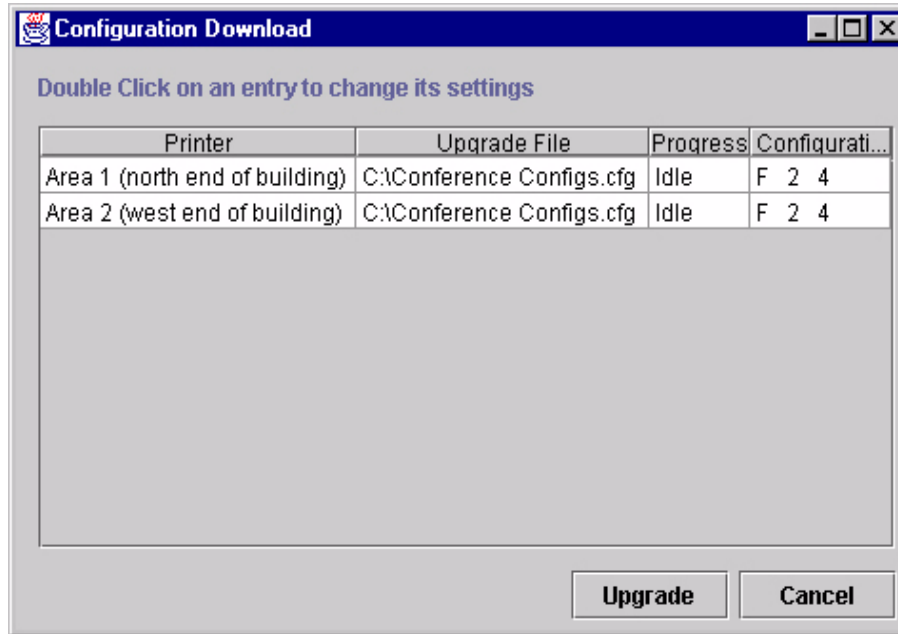 Configuration Download
Double Click on an entry to change its settings
Printer Upgrade File Progress Configurati...
Area 1 (north end of building) C:\Conference Configs.cfg Idle F 2 4
Area 2 (west end of building) C:\Conference Configs.cfg Idle F 2 4
Upgrade Cancel